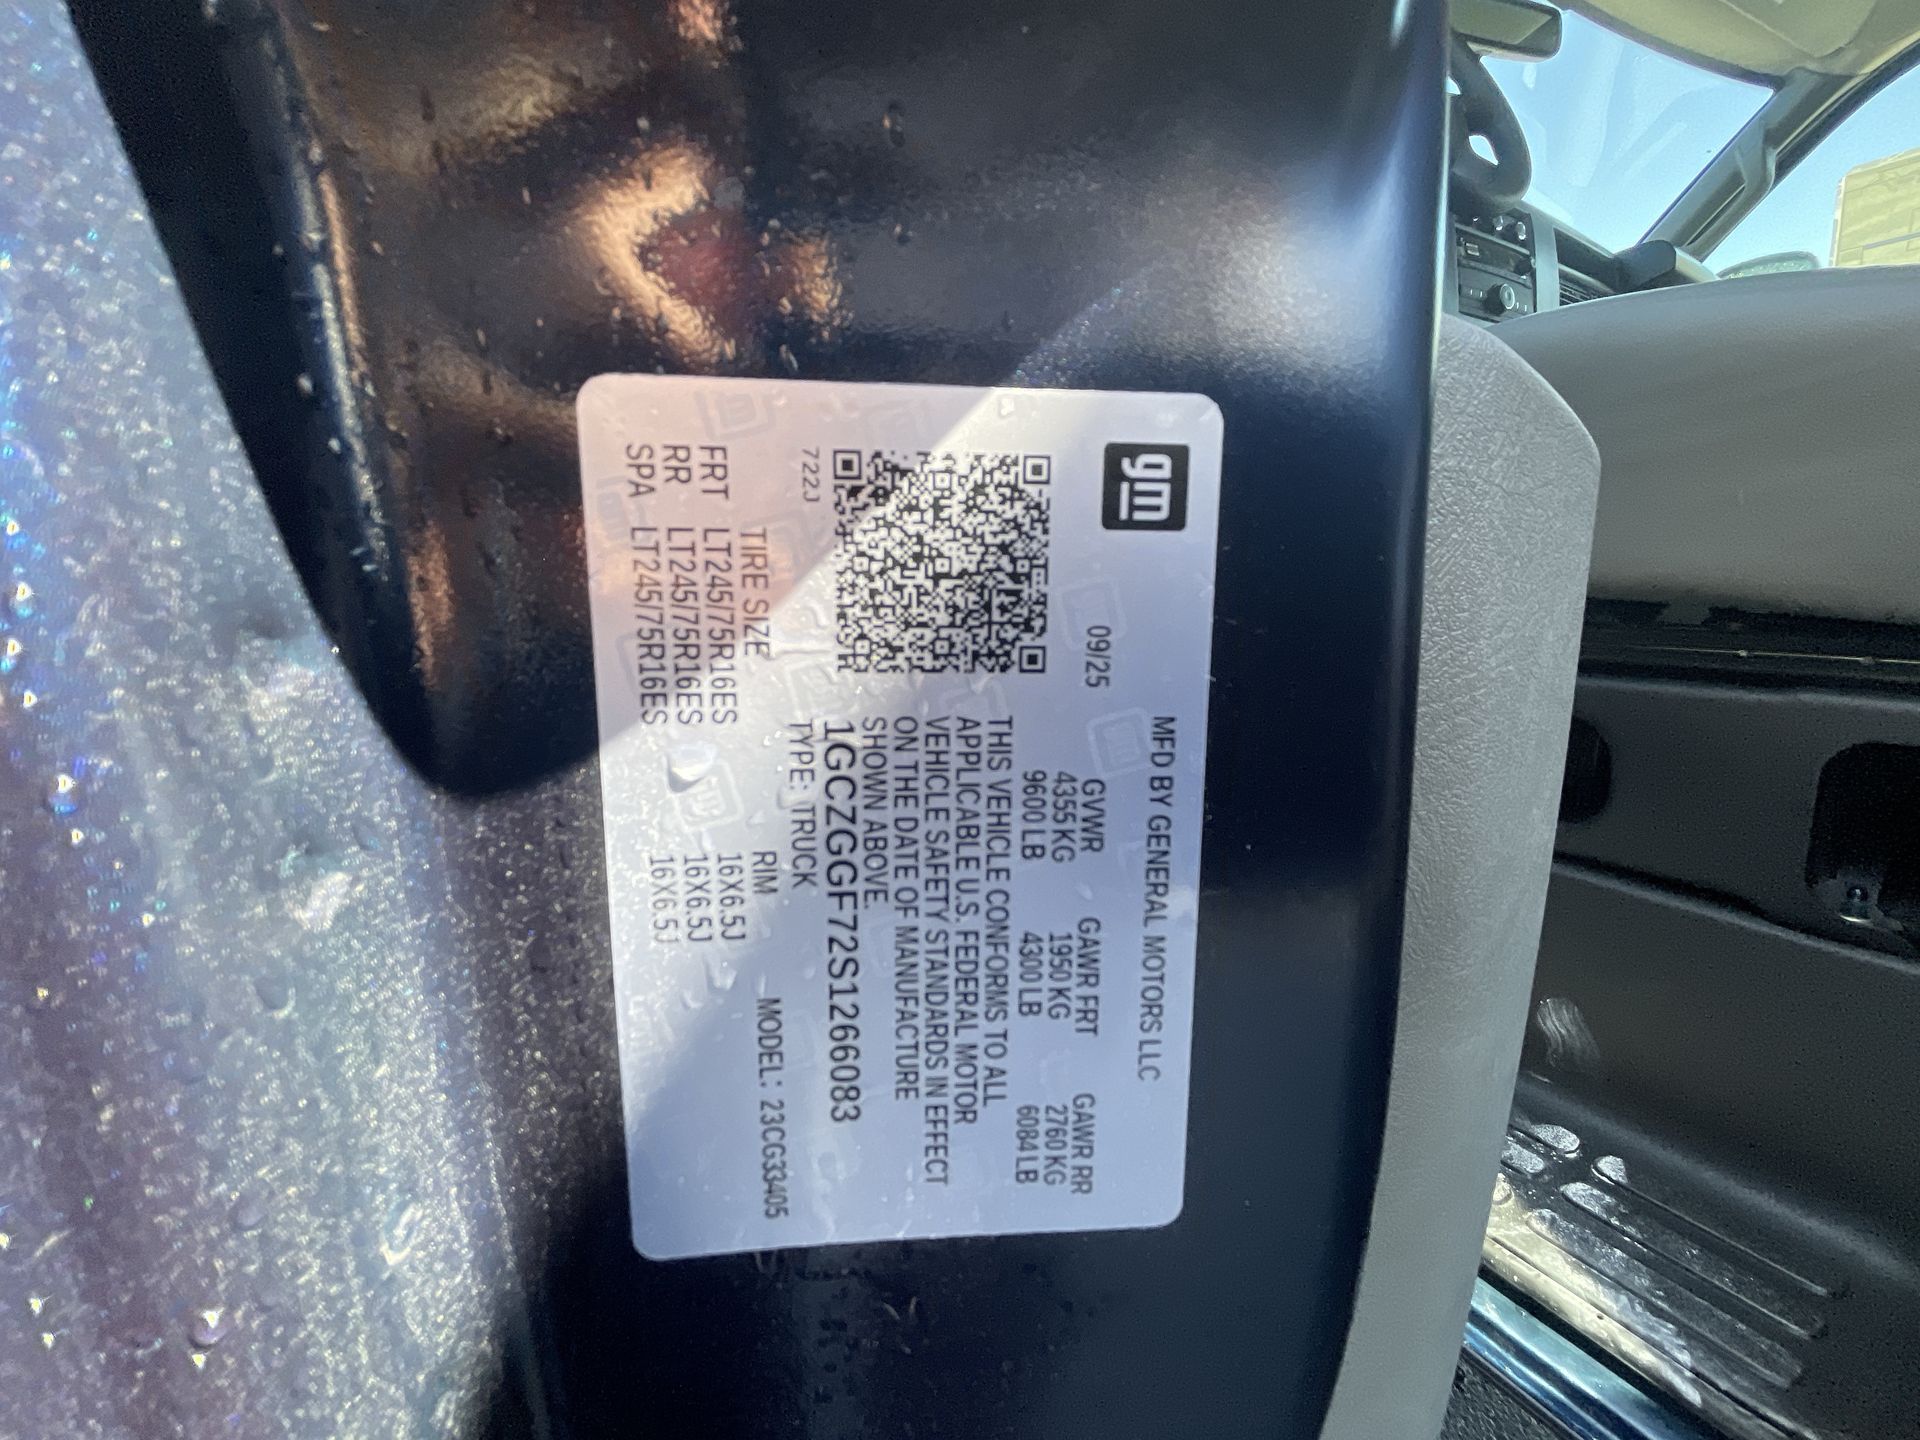 gm
MFD BY GENERAL MOTORS LLC
09/25
GVWR GAWR FRT GAWR RR
4355 KG 1950 KG 2760 KG
9600 LB 4300 LB 6084 LB
THIS VEHICLE CONFORMS TO ALL
APPLICABLE U.S. FEDERAL MOTOR
VEHICLE SAFETY STANDARDS IN EFFECT
ON THE DATE OF MANUFACTURE
SHOWN ABOVE.
1GCZGGF72S1266083
722J
TYPE: TRUCK
TIRE SIZE RIM MODEL: 23CG33405
FRT LT245/75R16ES 16X6.5J
RR LT245/75R16ES 16X6.5J
SPA LT245/75R16ES 16X6.5J